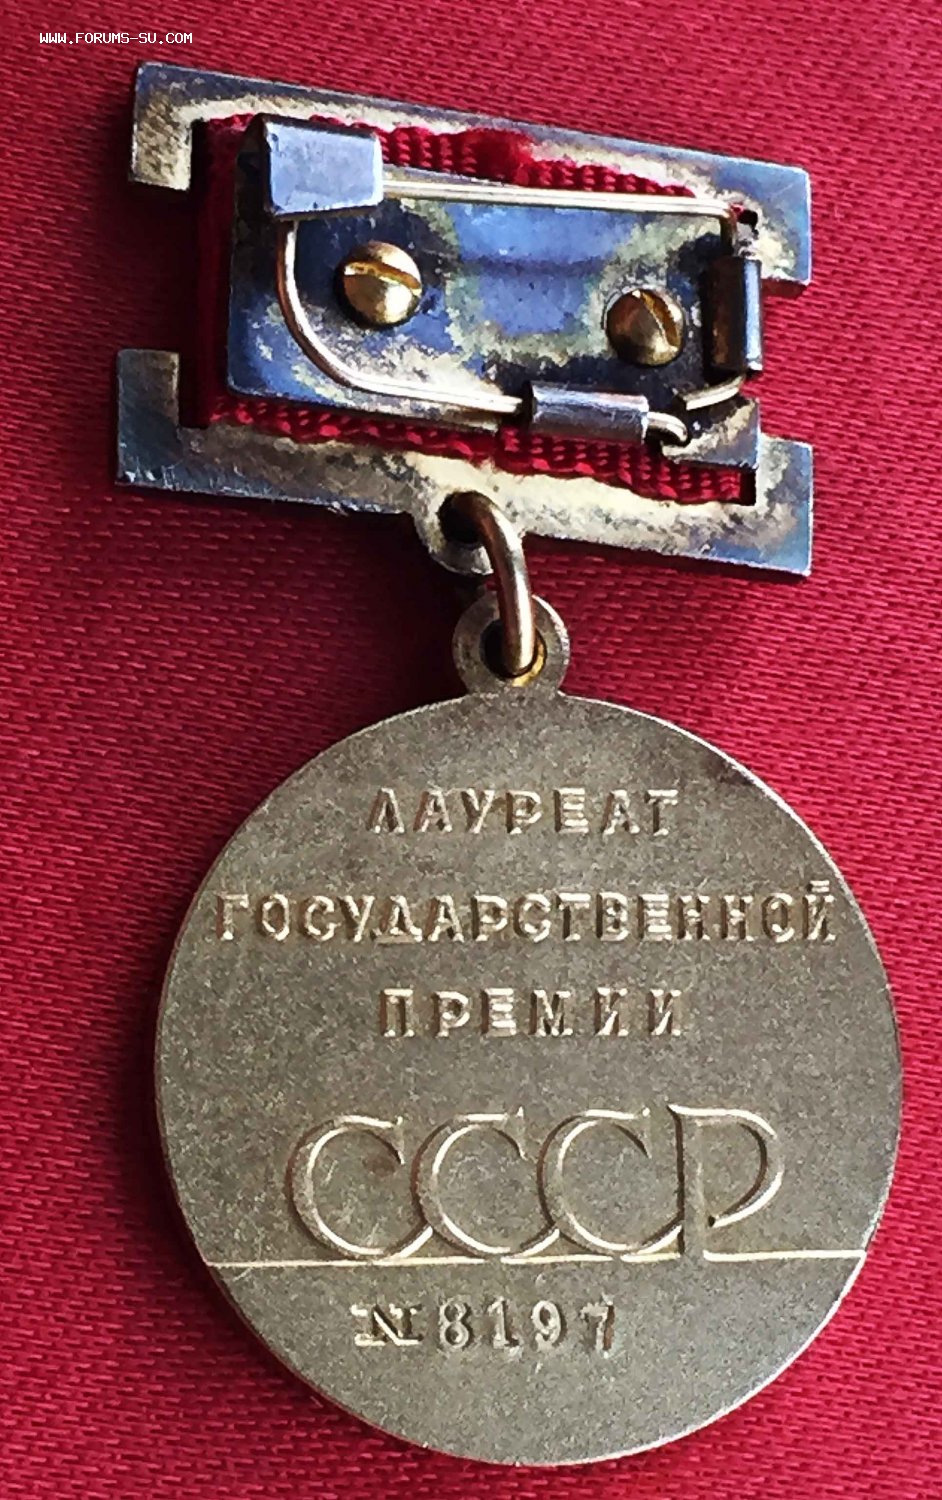 WWW.FORUMS-SU.COM
ЛАУРЕАТ
ГОСУДАРСТВЕННОЙ
ПРЕМИИ
СССР
№ 8197